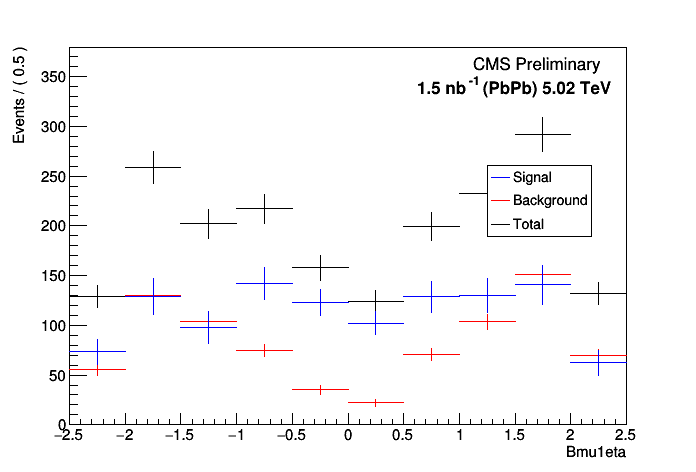 CMS Preliminary
1.5 nb-1 (PbPb) 5.02 TeV
Events / ( 0.5 )
350
300
250
200
150
100
50
0
Signal
Background
Total
−2.5 −2 −1.5 −1 −0.5 0 0.5 1 1.5 2 2.5
Bmu1eta